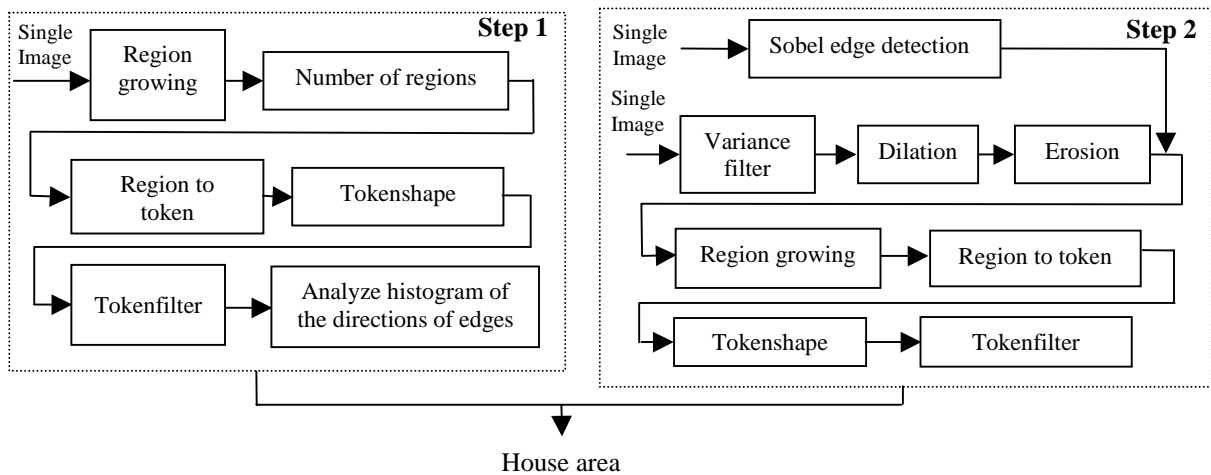 Step 1
Single
Image
Region
growing
Number of regions
Region to
token
Tokenshape
Tokenfilter
Analyze histogram of
the directions of edges
Step 2
Single
Image
Sobel edge detection
Single
Image
Variance
filter
Dilation
Erosion
Region growing
Region to token
Tokenshape
Tokenfilter
House area